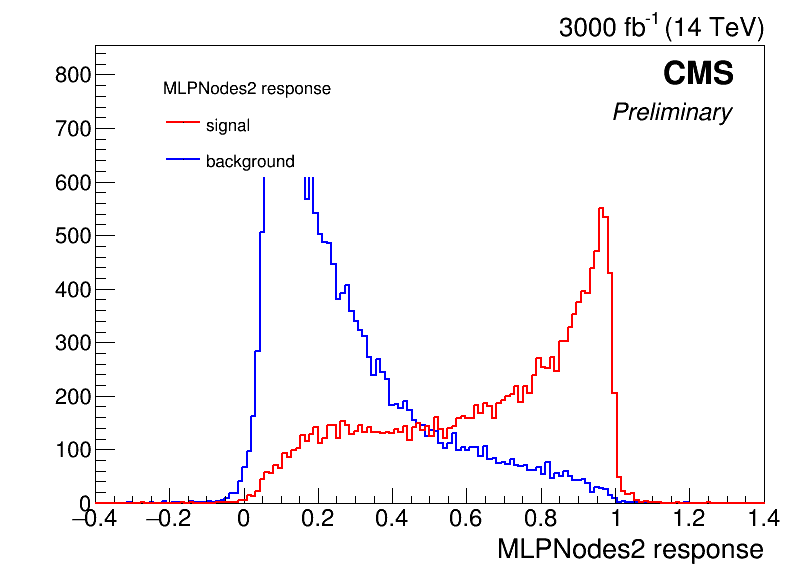 3000 fb-1 (14 TeV)
CMS
Preliminary
MLPNodes2 response
signal
background
800
700
600
500
400
300
200
100
0
−0.4 −0.2 0 0.2 0.4 0.6 0.8 1 1.2 1.4
MLPNodes2 response